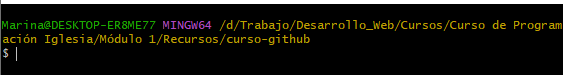 Marina@DESKTOP-ER8ME77 MINGW64 /d/Trabajo/Desarrollo_Web/Cursos/Curso de Program
ación Iglesia/Módulo 1/Recursos/curso-github
$